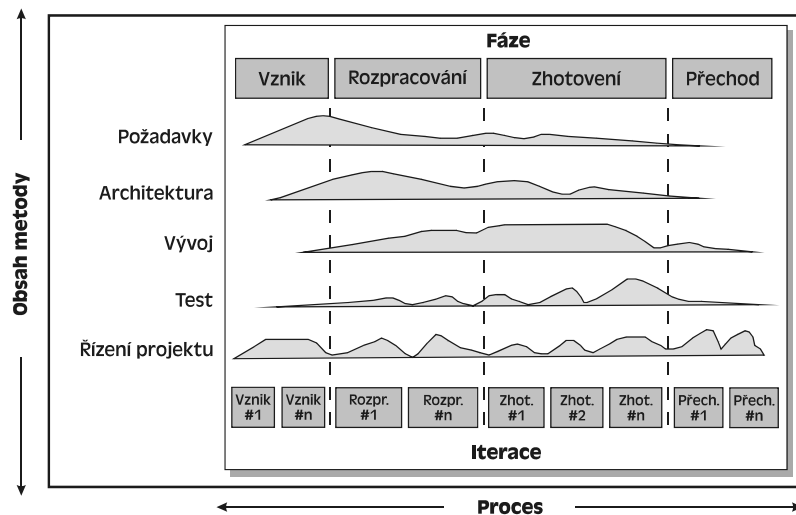 Fáze
Vznik
Rozpracování
Zhotovení
Přechod
Požadavky
Architektura
Vývoj
Test
Řízení projektu
Obsah metody
Vznik
#1
Vznik
#n
Rozpr.
#1
Rozpr.
#n
Zhot.
#1
Zhot.
#2
Zhot.
#n
Přech.
#1
Přech.
#n
Iterace
Proces